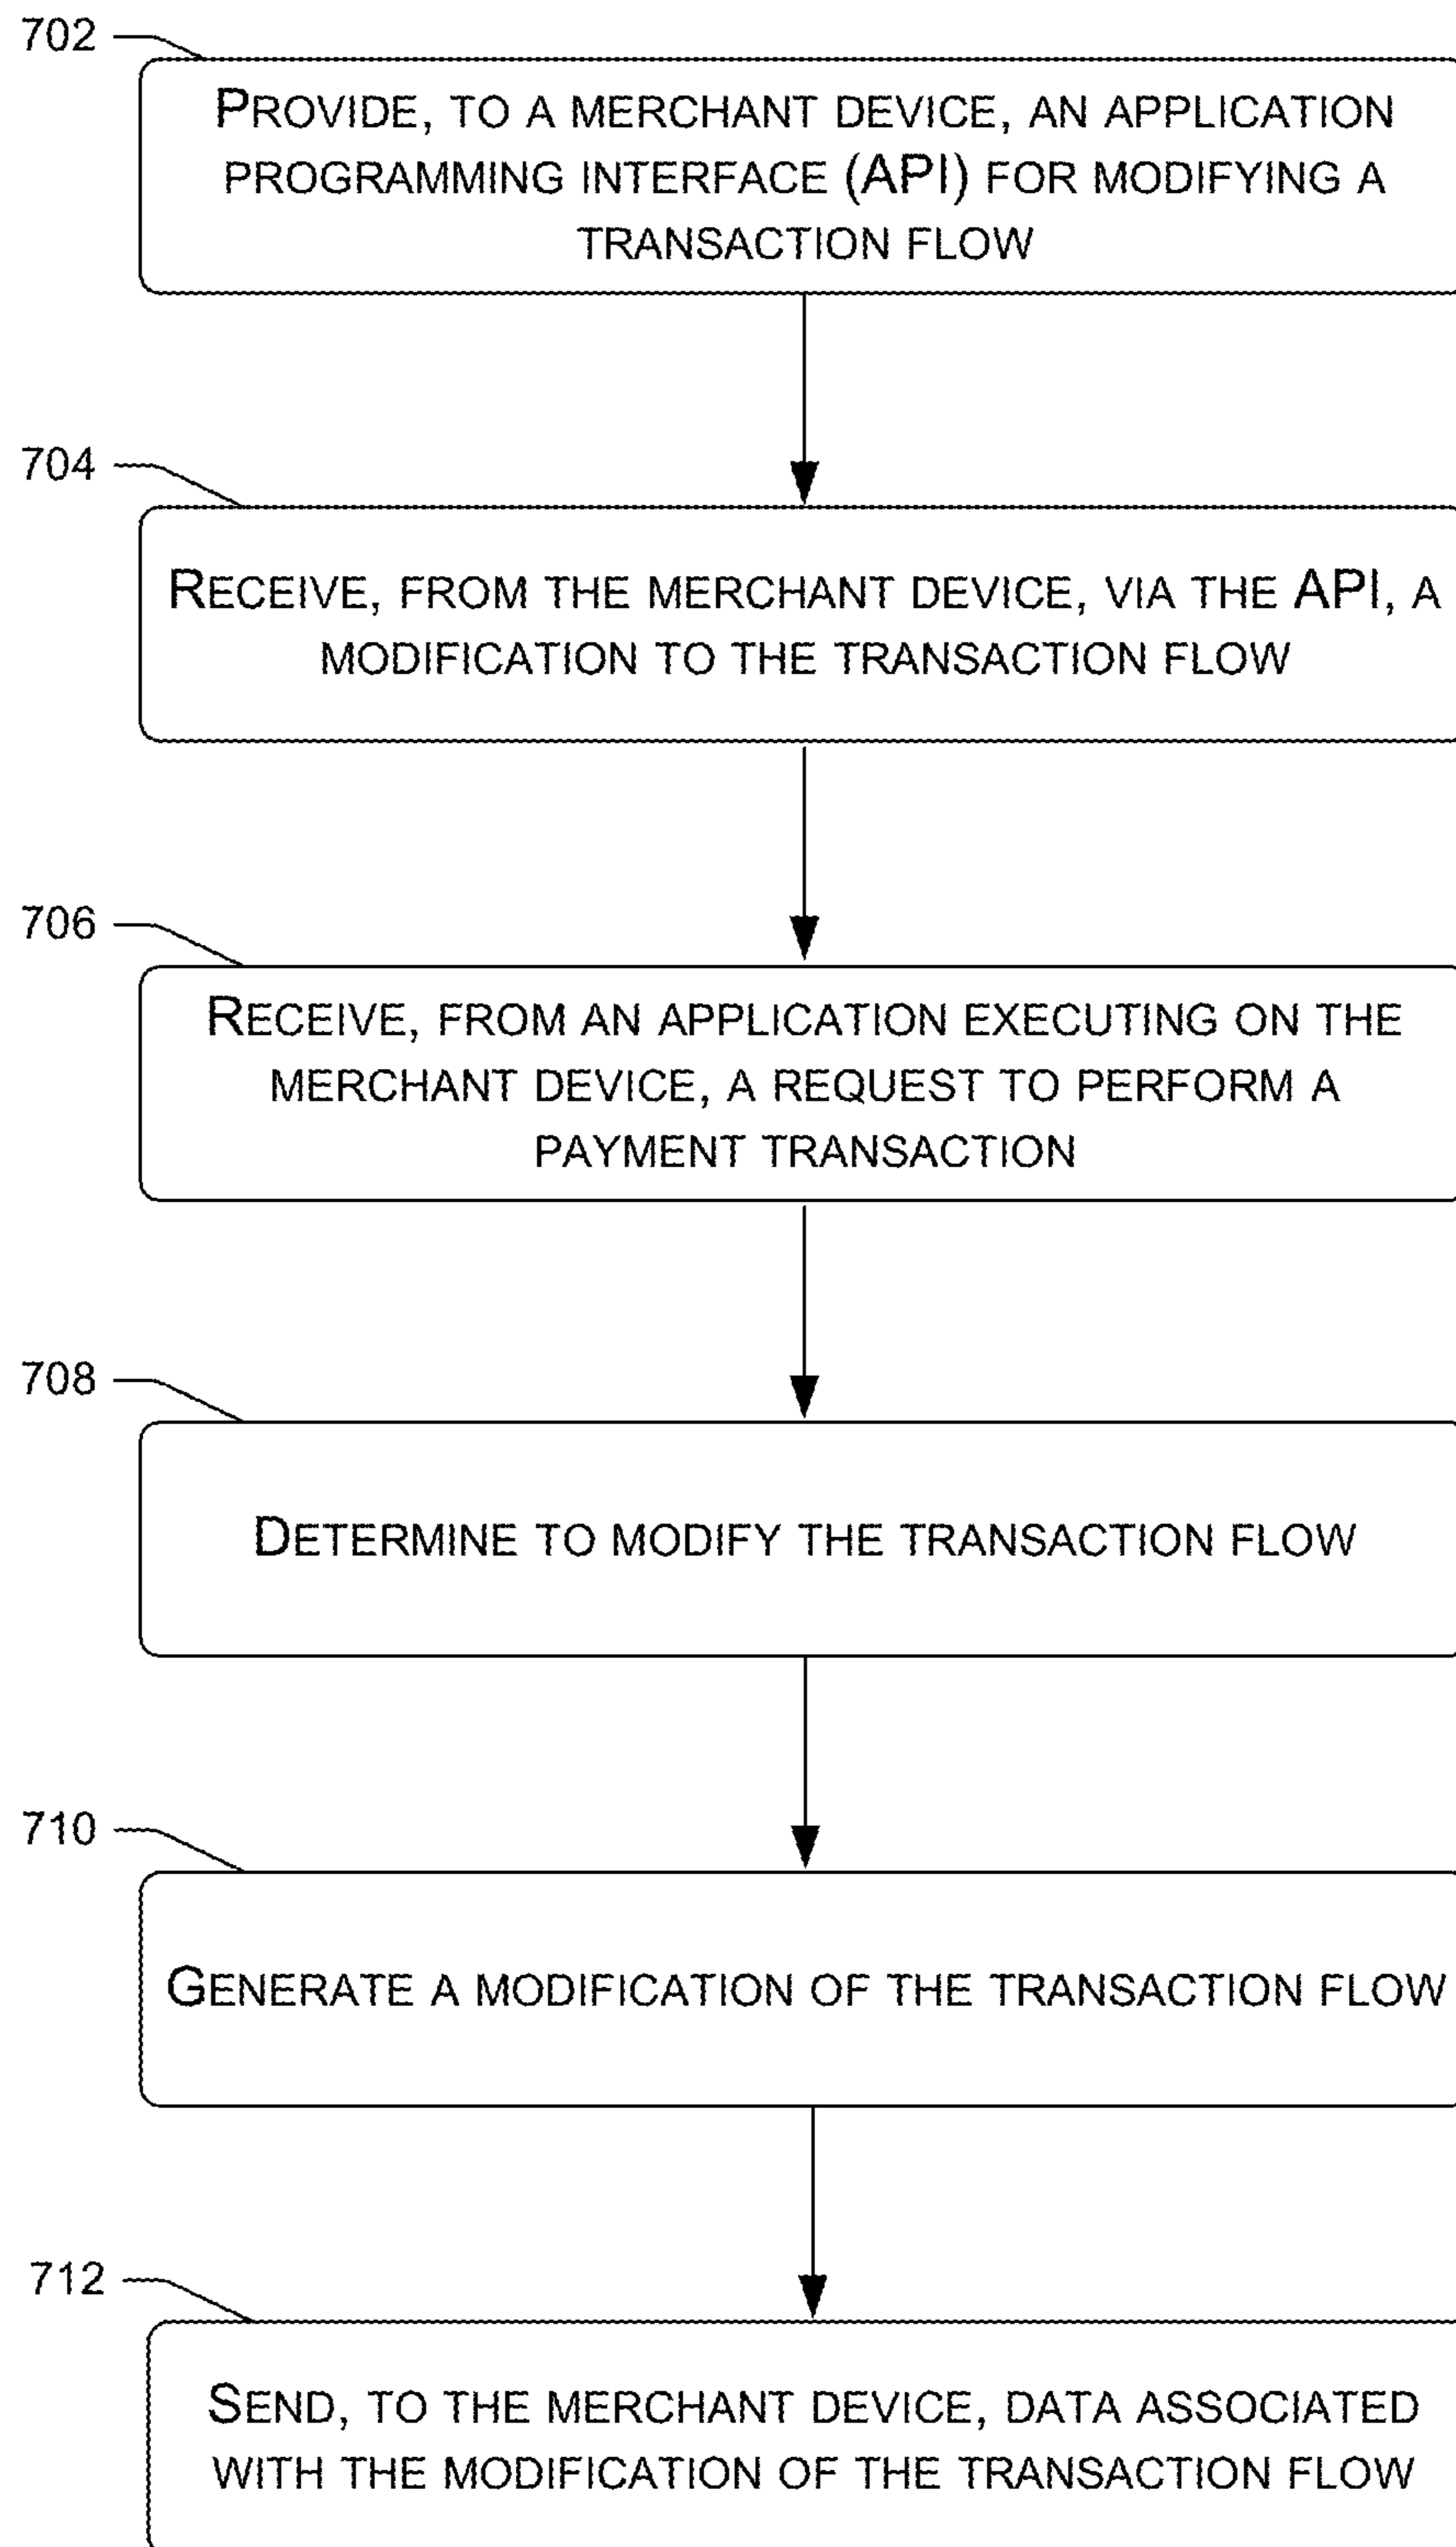 702
PROVIDE, TO A MERCHANT DEVICE, AN APPLICATION
PROGRAMMING INTERFACE (API) FOR MODIFYING A
TRANSACTION FLOW
704
RECEIVE, FROM THE MERCHANT DEVICE, VIA THE API, A
MODIFICATION TO THE TRANSACTION FLOW
706
RECEIVE, FROM AN APPLICATION EXECUTING ON THE
MERCHANT DEVICE, A REQUEST TO PERFORM A
PAYMENT TRANSACTION
708
DETERMINE TO MODIFY THE TRANSACTION FLOW
710
GENERATE A MODIFICATION OF THE TRANSACTION FLOW
712
SEND, TO THE MERCHANT DEVICE, DATA ASSOCIATED
WITH THE MODIFICATION OF THE TRANSACTION FLOW